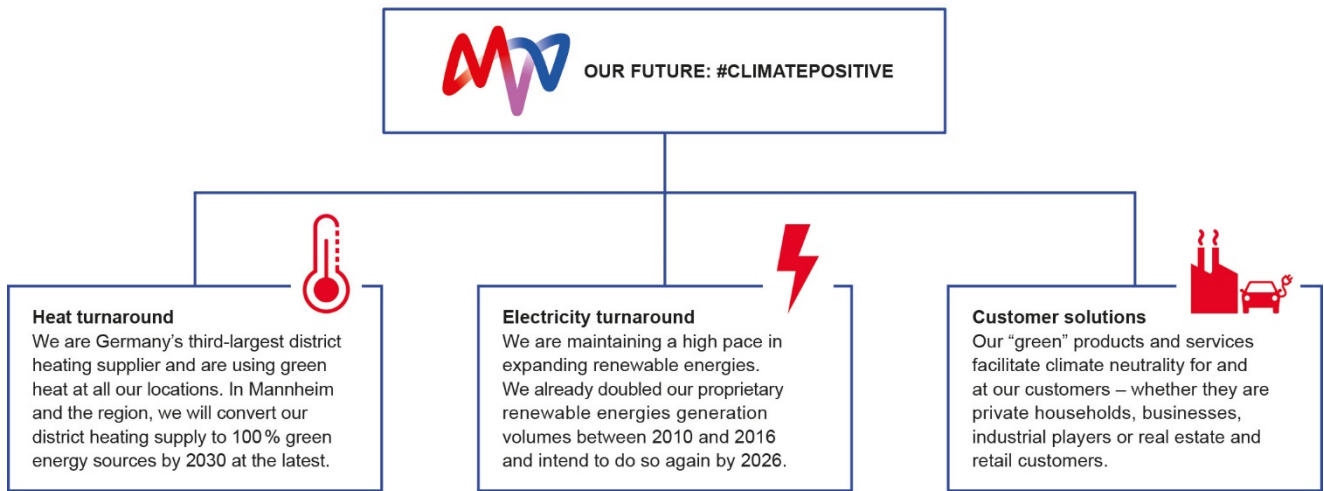 MVV OUR FUTURE: #CLIMATEPOSITIVE
Heat turnaround
We are Germany’s third-largest district
heating supplier and are using green
heat at all our locations. In Mannheim
and the region, we will convert our
district heating supply to 100 % green
energy sources by 2030 at the latest.
Electricity turnaround
We are maintaining a high pace in
expanding renewable energies.
We already doubled our proprietary
renewable energies generation
volumes between 2010 and 2016
and intend to do so again by 2026.
Customer solutions
Our “green” products and services
facilitate climate neutrality for and
at our customers – whether they are
private households, businesses,
industrial players or real estate and
retail customers.